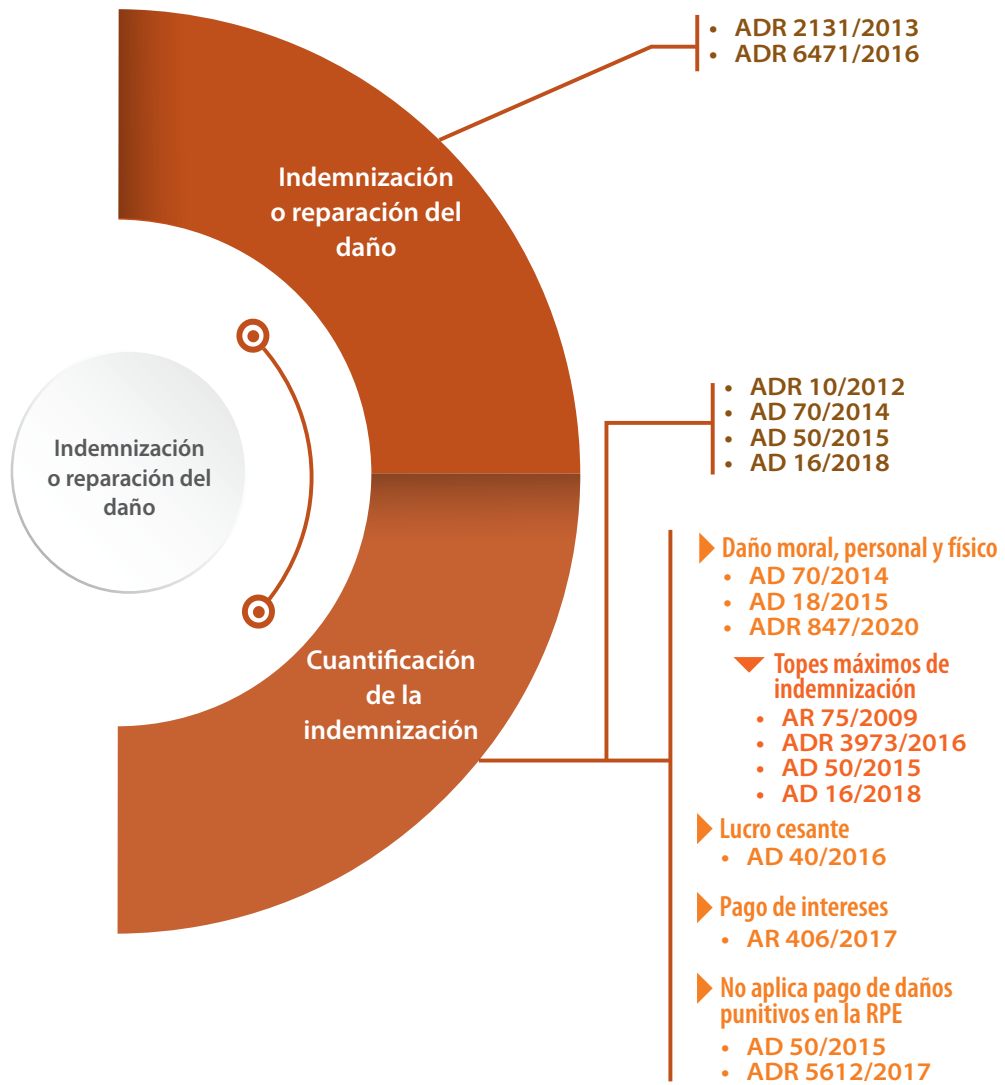 Indemnización
o reparación del
daño
Indemnización
o reparación del
daño
• ADR 2131/2013
• ADR 6471/2016
Cuantificación
de la
indemnización
• ADR 10/2012
• AD 70/2014
• AD 50/2015
• AD 16/2018
Daño moral, personal y físico
• AD 70/2014
• AD 18/2015
• ADR 847/2020
Topes máximos de
indemnización
• AR 75/2009
• ADR 3973/2016
• AD 50/2015
• AD 16/2018
Lucro cesante
• AD 40/2016
Pago de intereses
• AR 406/2017
No aplica pago de daños
punitivos en la RPE
• AD 50/2015
• ADR 5612/2017